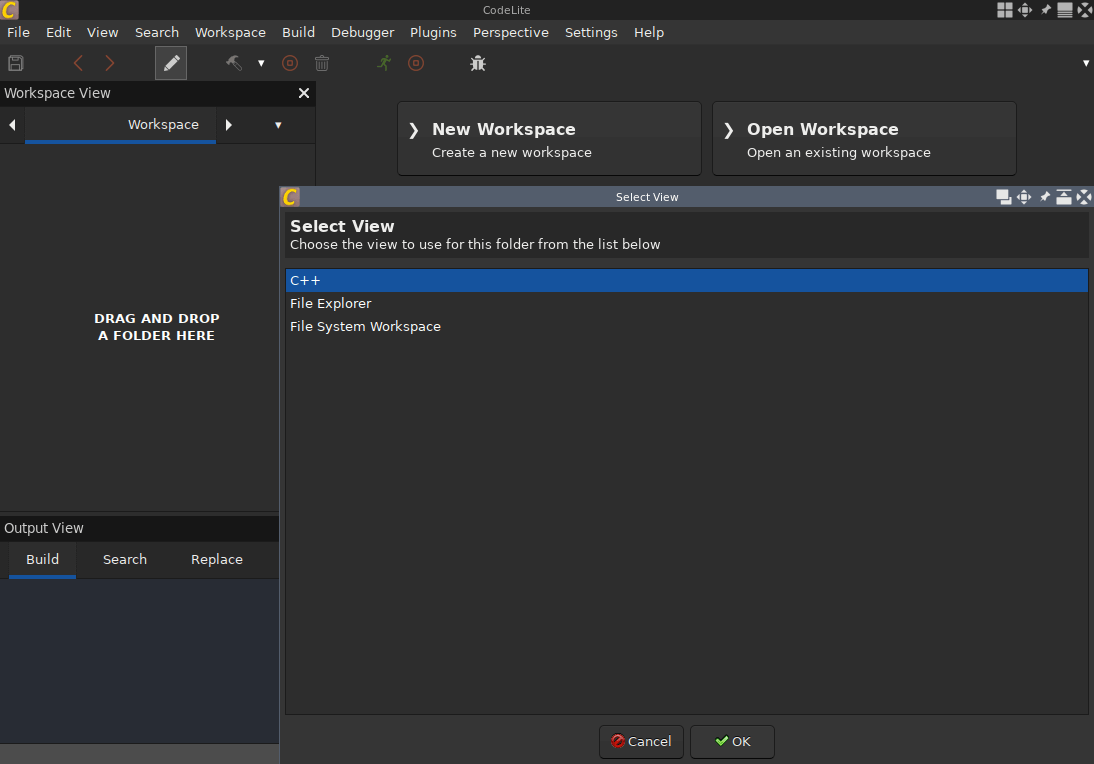 CodeLite
File Edit View Search Workspace Build Debugger Plugins Perspective Settings Help
Workspace View
Workspace
New Workspace
Create a new workspace
Open Workspace
Open an existing workspace
DRAG AND DROP
A FOLDER HERE
Select View
Select View
Choose the view to use for this folder from the list below
C++
File Explorer
File System Workspace
Output View
Build Search Replace
Cancel OK